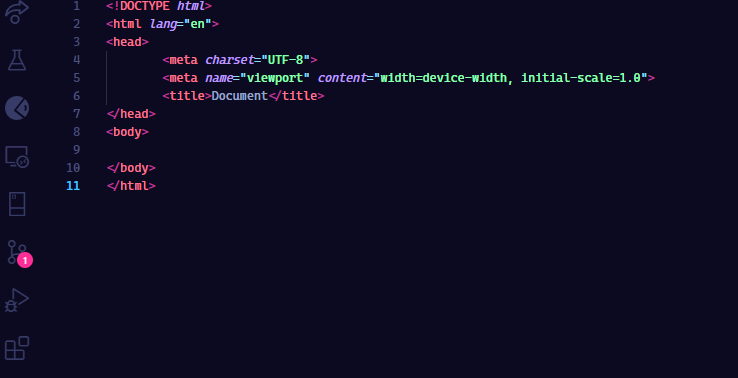 1 <!DOCTYPE html>
2 <html lang="en">
3 <head>
4 <meta charset="UTF-8">
5 <meta name="viewport" content="width=device-width, initial-scale=1.0">
6 <title>Document</title>
7 </head>
8 <body>
9
10 </body>
11 </html>
1